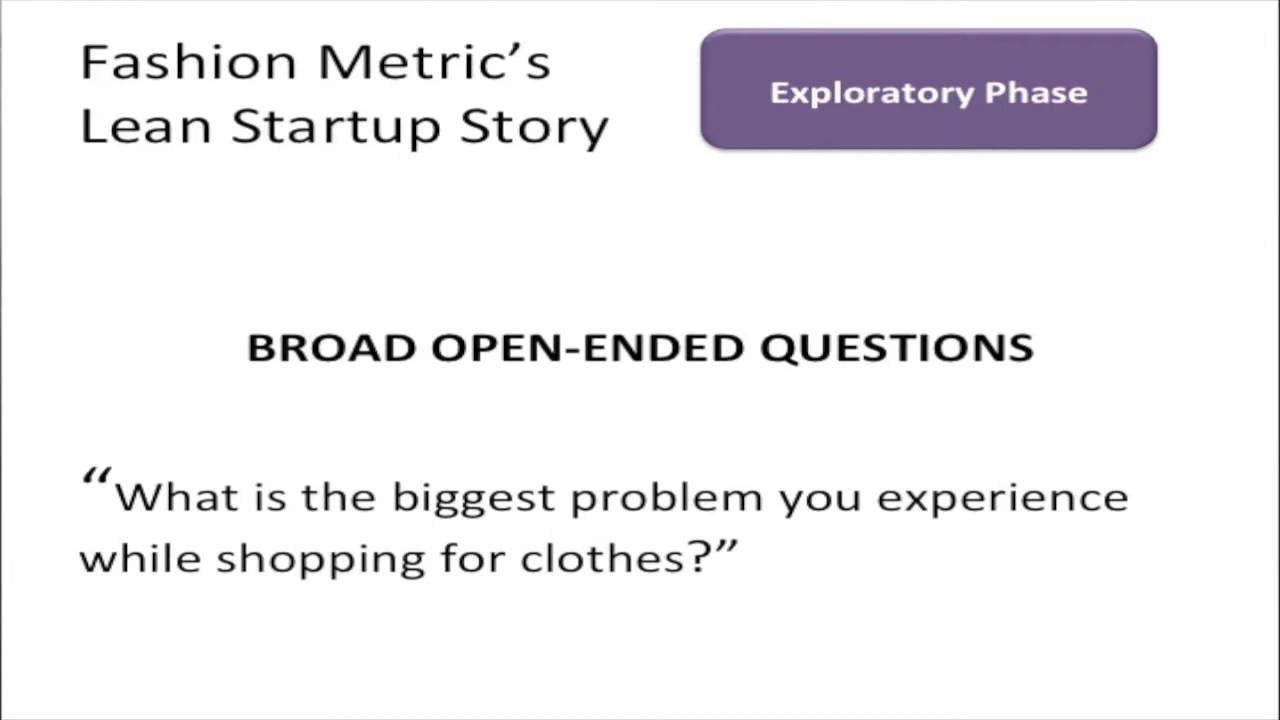 Fashion Metric’s
Lean Startup Story
Exploratory Phase
BROAD OPEN-ENDED QUESTIONS
“What is the biggest problem you experience
while shopping for clothes?”